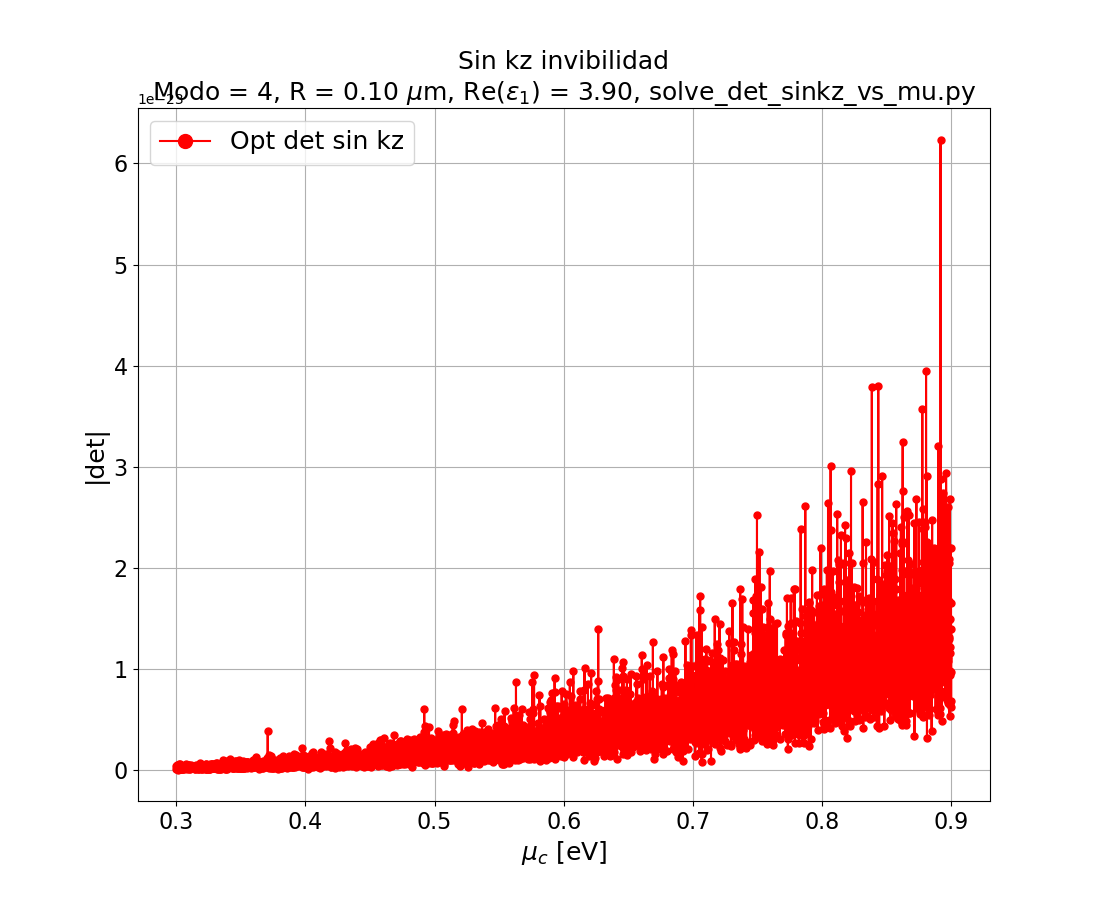 Sin kz invibilidad
Modo = 4, R = 0.10 μm, Re(ε₁) = 3.90, solve_det_sinkz_vs_mu.py
Opt det sin kz
6
5
4
3
2
1
0
|det|
0.3 0.4 0.5 0.6 0.7 0.8 0.9
μ_c [eV]